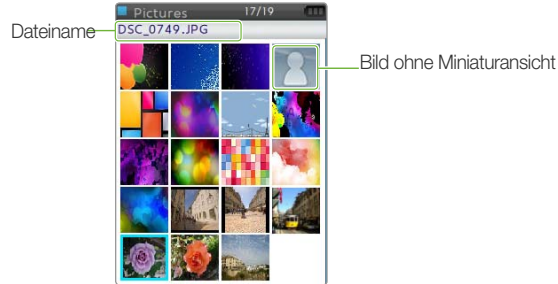 Pictures 17/19
Dateiname
DSC_0749.JPG
Bild ohne Miniaturansicht